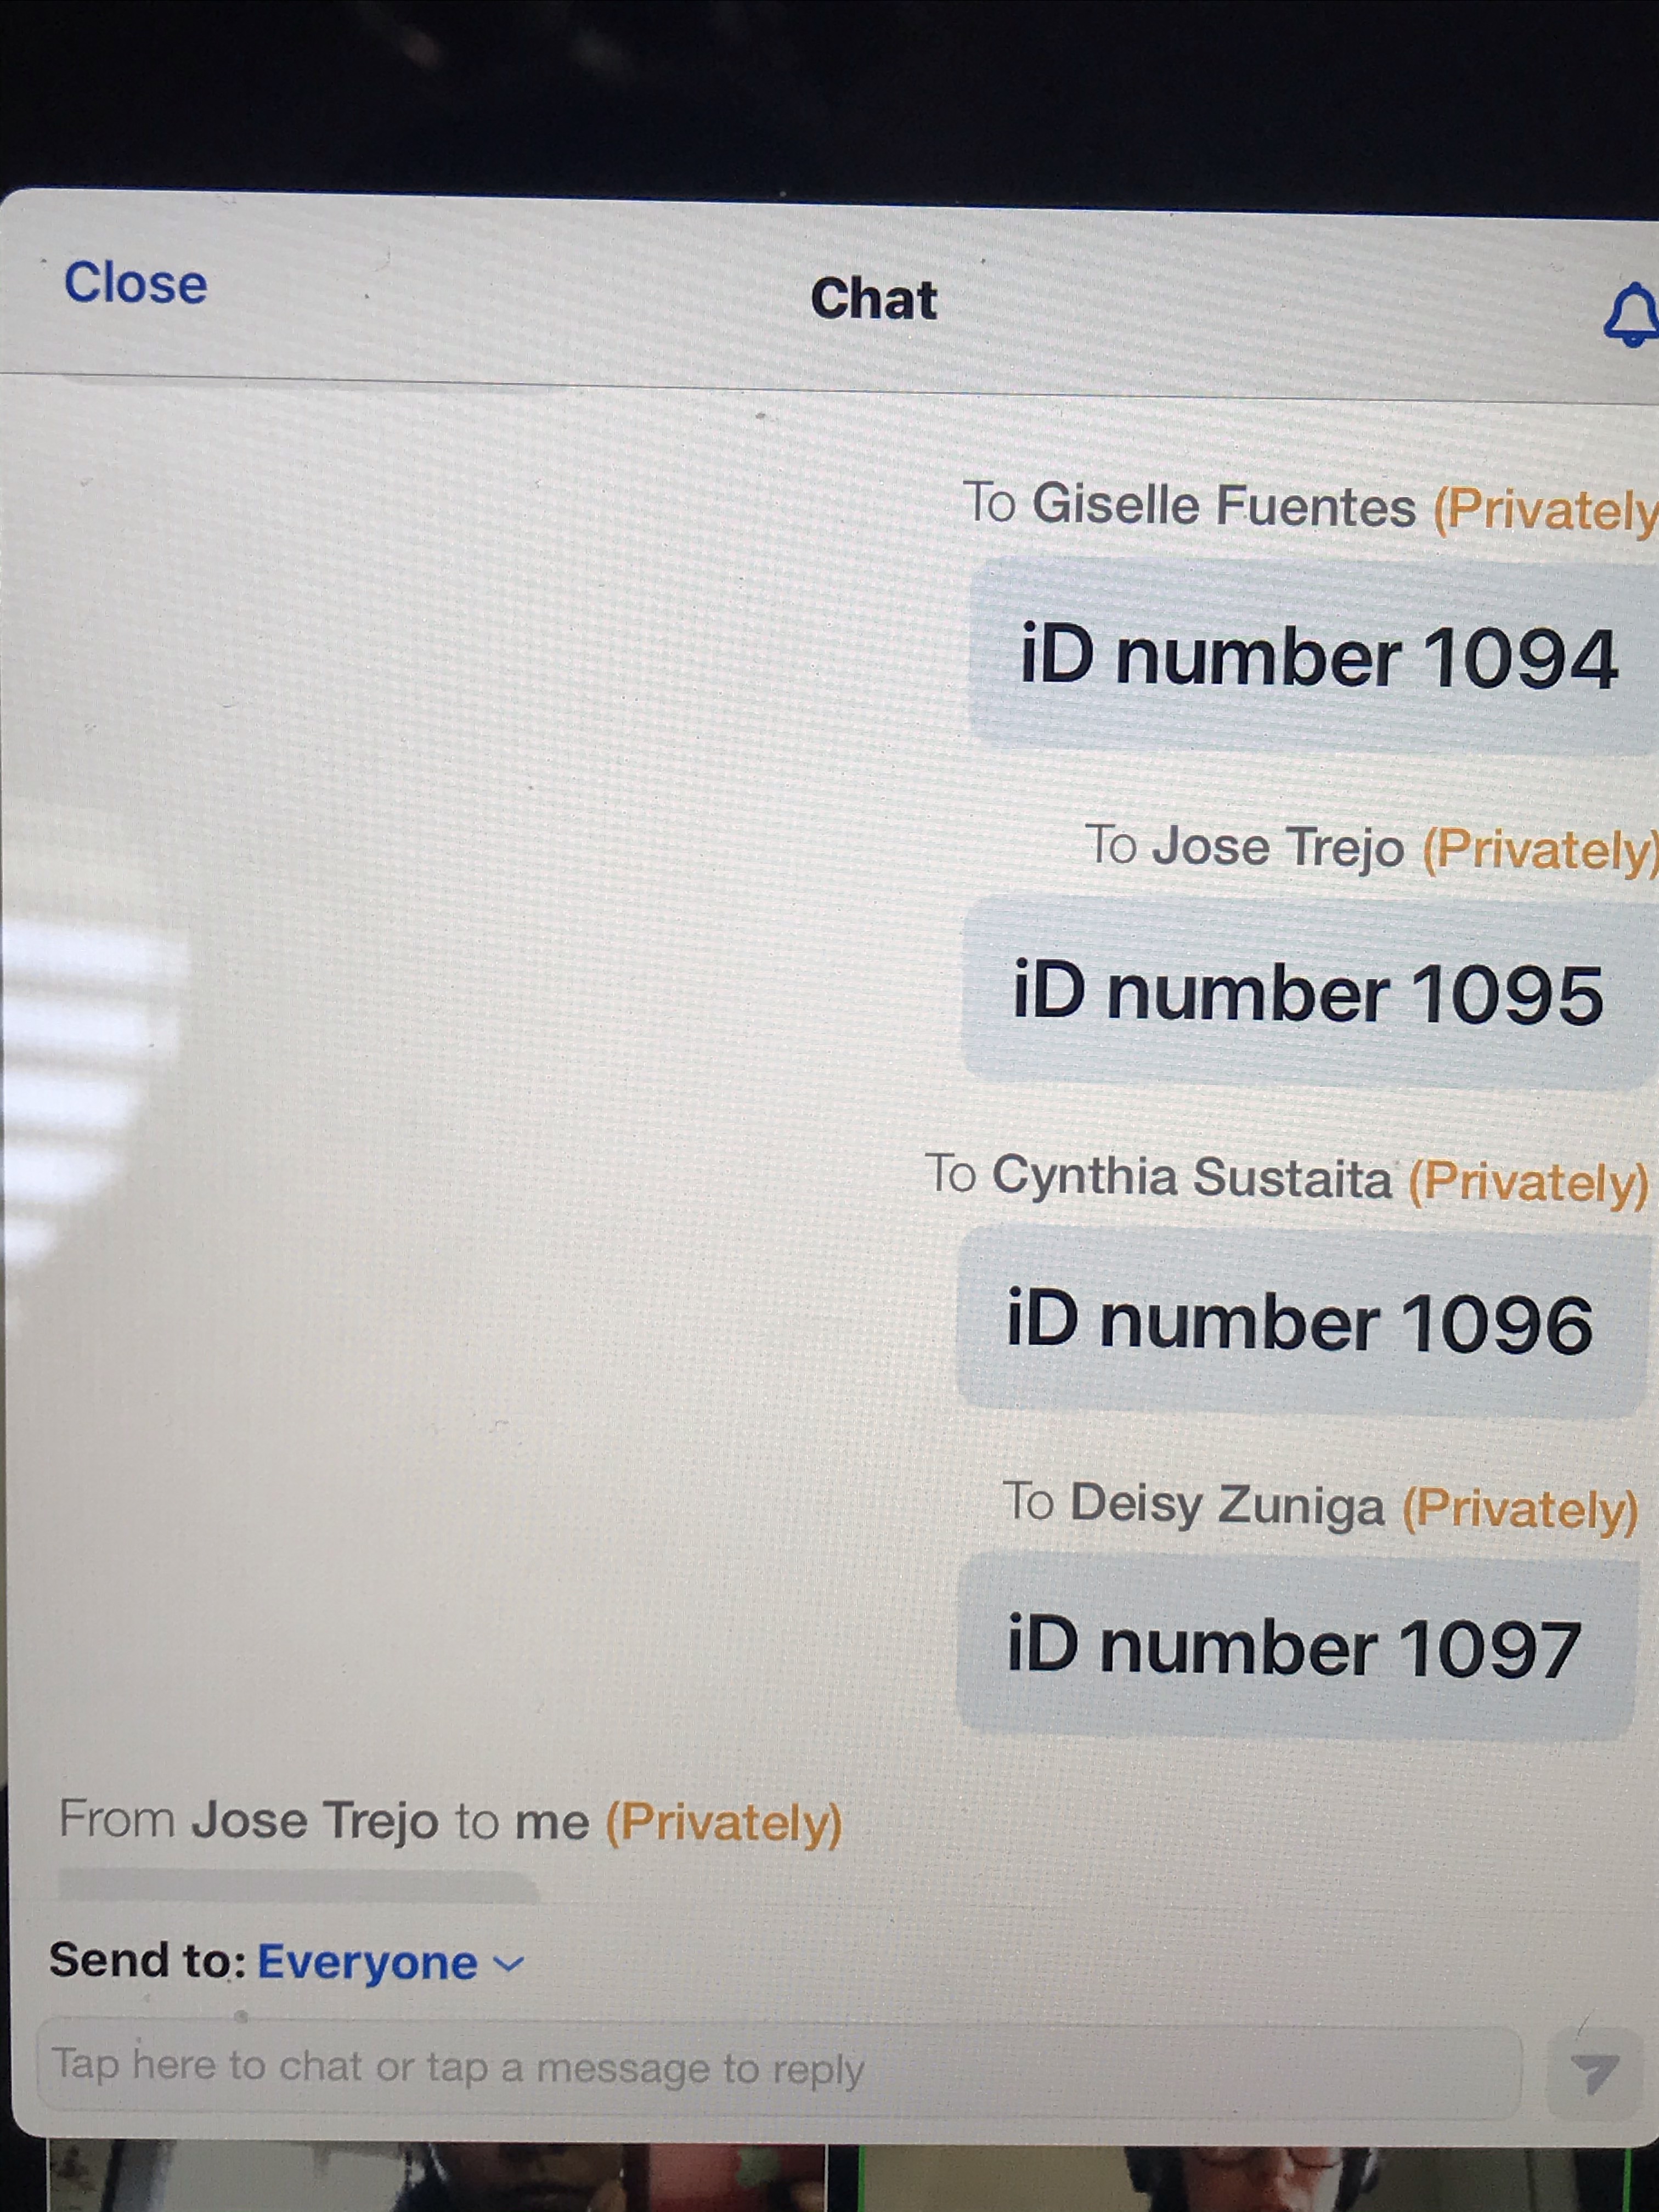 Close
Chat
To Giselle Fuentes (Privately
iD number 1094
To Jose Trejo (Privately)
iD number 1095
To Cynthia Sustaita (Privately)
iD number 1096
To Deisy Zuniga (Privately)
iD number 1097
From Jose Trejo to me (Privately)
Send to: Everyone
Tap here to chat or tap a message to reply